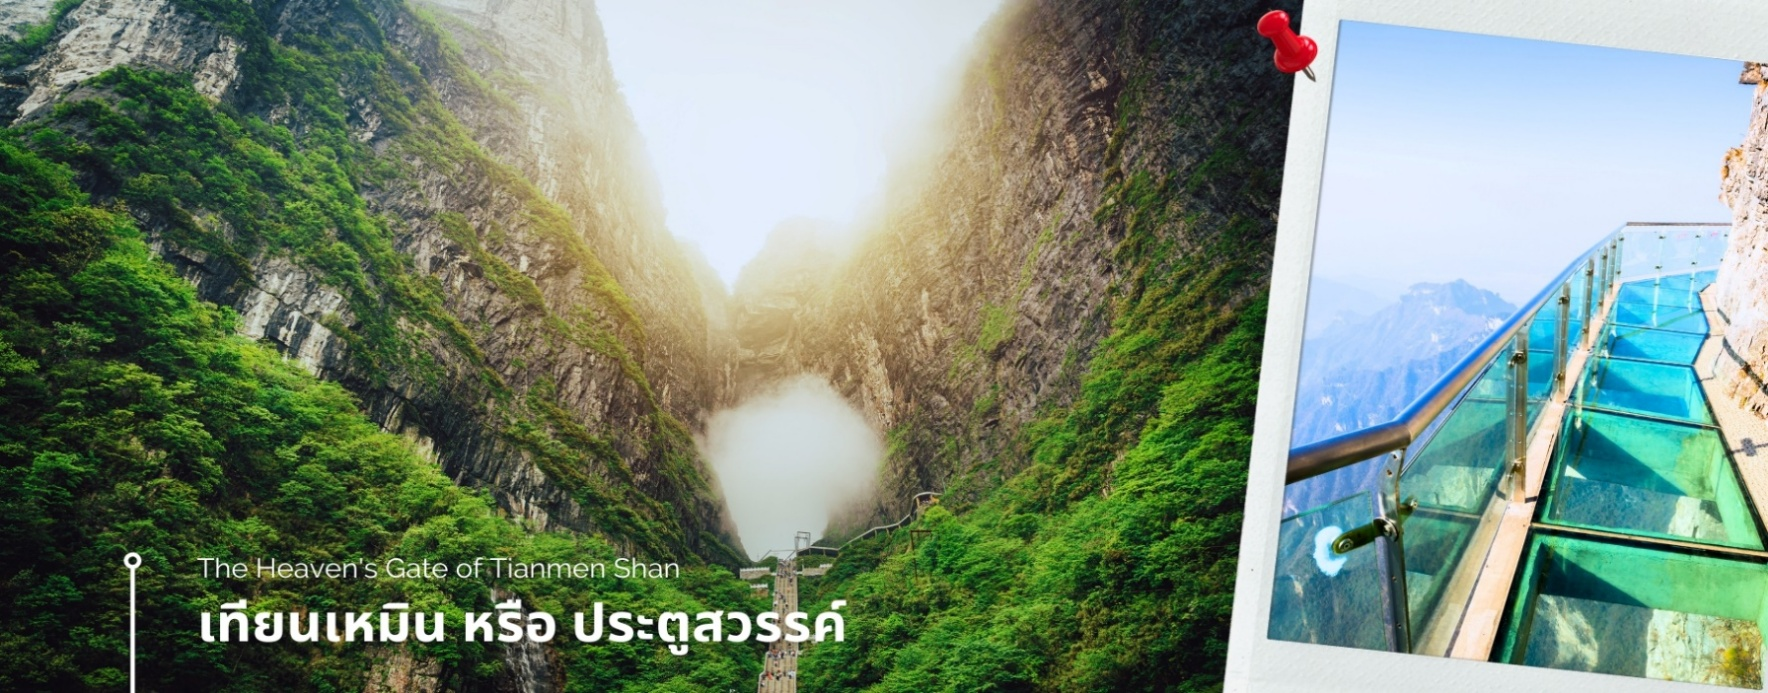 The Heaven's Gate of Tianmen Shan
เทียนเหมิน หรือ ประตูสวรรค์